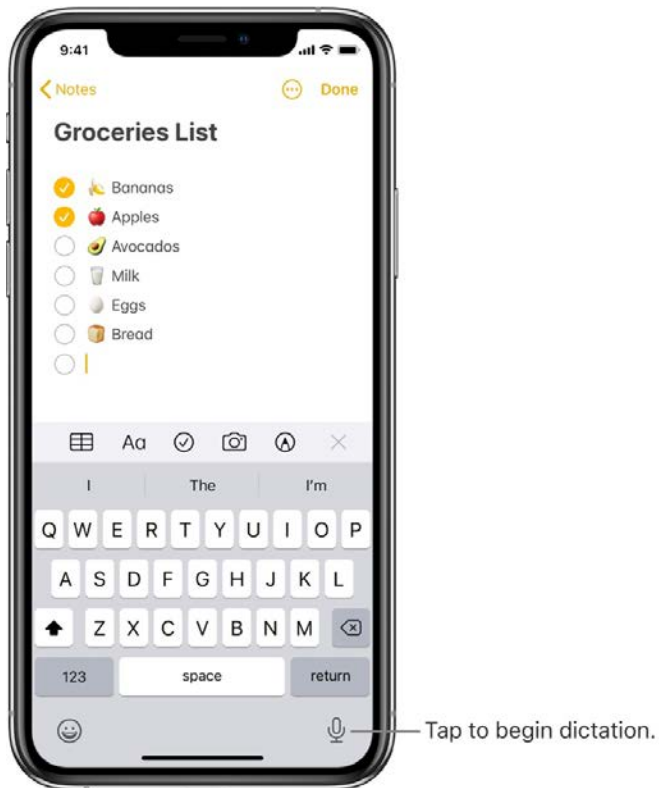 9:41
Notes
Done
Groceries List
Bananas
Apples
Avocados
Milk
Eggs
Bread
Aa
I The I'm
Q W E R T Y U I O P
A S D F G H J K L
Z X C V B N M
123 space return
Tap to begin dictation.